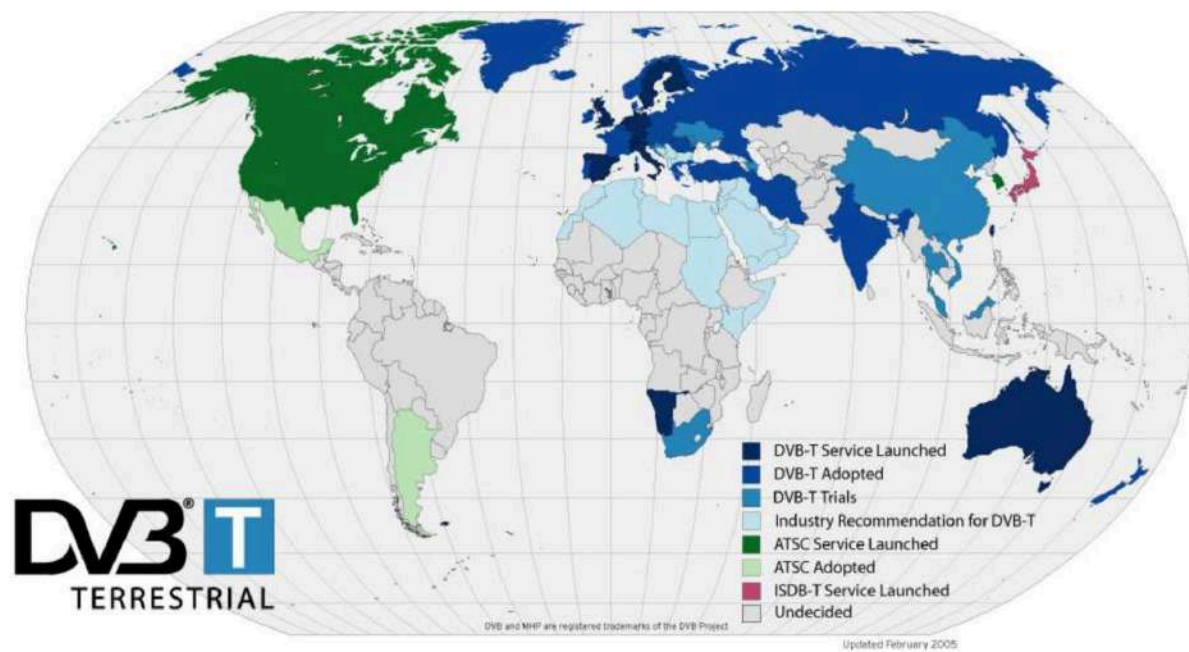 DVB-T Service Launched
DVB-T Adopted
DVB-T Trials
Industry Recommendation for DVB-T
ATSC Service Launched
ATSC Adopted
ISDB-T Service Launched
Undecided
DVB® T
TERRESTRIAL
DVB and MHP are registered trademarks of the DVB Project
Updated February 2005